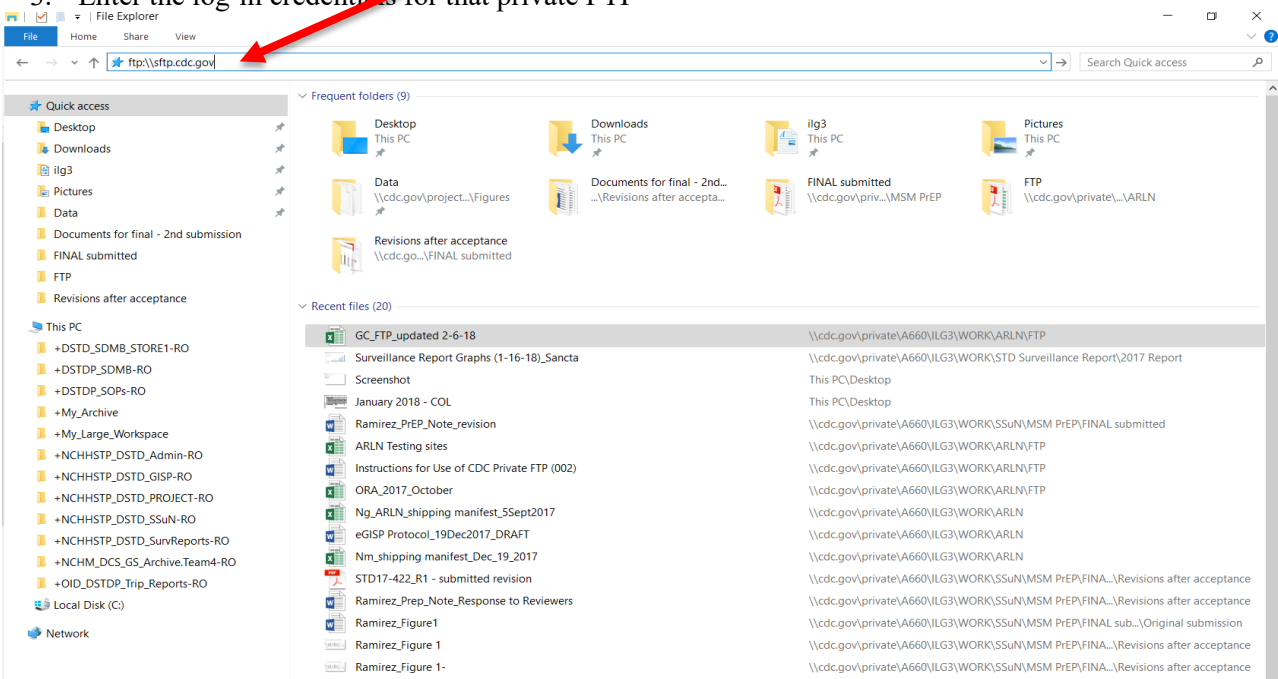 3. Enter the log-in credentials for that private FTP
File Explorer
File Home Share View
ftp:\\sftp.cdc.gov
Search Quick access
Quick access
Desktop
Downloads
ilg3
Pictures
Data
Documents for final - 2nd submission
FINAL submitted
FTP
Revisions after acceptance
This PC
+DSTD_SDMB_STORE1-RO
+DSTDP_SDMB-RO
+DSTDP_SOPs-RO
+My_Archive
+My_Large_Workspace
+NCHHSTP_DSTD_Admin-RO
+NCHHSTP_DSTD_GISP-RO
+NCHHSTP_DSTD_PROJECT-RO
+NCHHSTP_DSTD_SSuN-RO
+NCHHSTP_DSTD_SurvReports-RO
+NCHM_DCS_GS_Archive.Team4-RO
+OID_DSTDP_Trip_Reports-RO
Local Disk (C:)
Network
Frequent folders (9)
Desktop
This PC
Downloads
This PC
ilg3
This PC
Pictures
This PC
Data
\\cdc.gov\project...\Figures
Documents for final - 2nd...
...\Revisions after accepta...
FINAL submitted
\\cdc.gov\priv...\MSM PrEP
FTP
\\cdc.gov\private\...\ARLN
Revisions after acceptance
\\cdc.go...\FINAL submitted
Recent files (20)
GC_FTP_updated 2-6-18 \\cdc.gov\private\A660\ILG3\WORK\ARLN\FTP
Surveillance Report Graphs (1-16-18)_Sancta \\cdc.gov\private\A660\ILG3\WORK\STD Surveillance Report\2017 Report
Screenshot This PC\Desktop
January 2018 - COL This PC\Desktop
Ramirez_PrEP_Note_revision \\cdc.gov\private\A660\ILG3\WORK\SSuN\MSM PrEP\FINAL submitted
ARLN Testing sites \\cdc.gov\private\A660\ILG3\WORK\ARLN\FTP
Instructions for Use of CDC Private FTP (002) \\cdc.gov\private\A660\ILG3\WORK\ARLN\FTP
ORA_2017_October \\cdc.gov\private\A660\ILG3\WORK\ARLN\FTP
Ng_ARLN_shipping manifest_5Sept2017 \\cdc.gov\private\A660\ILG3\WORK\ARLN
eGISP Protocol_19Dec2017_DRAFT \\cdc.gov\private\A660\ILG3\WORK\ARLN
Nm_shipping manifest_Dec_19_2017 \\cdc.gov\private\A660\ILG3\WORK\ARLN
STD17-422_R1 - submitted revision \\cdc.gov\private\A660\ILG3\WORK\SSuN\MSM PrEP\FINA...\Revisions after acceptance
Ramirez_Prep_Note_Response to Reviewers \\cdc.gov\private\A660\ILG3\WORK\SSuN\MSM PrEP\FINA...\Revisions after acceptance
Ramirez_Figure1 \\cdc.gov\private\A660\ILG3\WORK\SSuN\MSM PrEP\FINAL sub...\Original submission
Ramirez_Figure 1 \\cdc.gov\private\A660\ILG3\WORK\SSuN\MSM PrEP\FINA...\Revisions after acceptance
Ramirez_Figure 1- \\cdc.gov\private\A660\ILG3\WORK\SSuN\MSM PrEP\FINA...\Revisions after acceptance